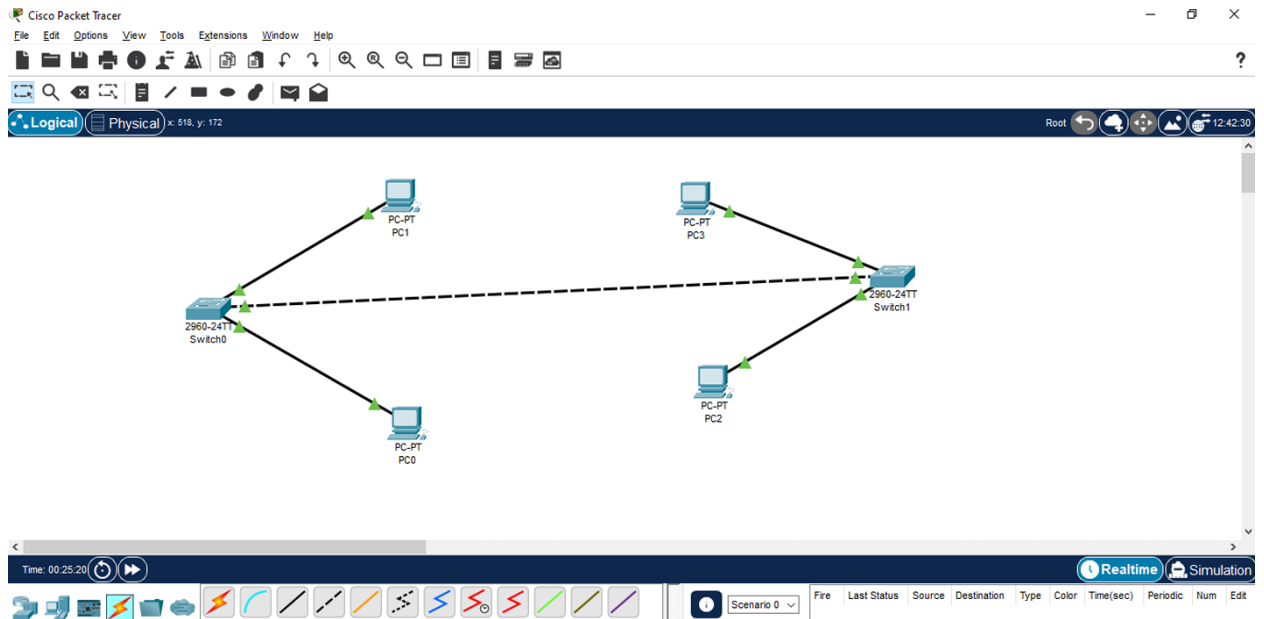 Cisco Packet Tracer
File Edit Options View Tools Extensions Window Help
?
Logical Physical x: 518, y: 172 Root 12:42:30
PC-PT
PC1
PC-PT
PC3
2960-24TT
Switch0
2960-24TT
Switch1
PC-PT
PC2
PC-PT
PC0
Time: 00:25:20 Realtime Simulation
Scenario 0 Fire Last Status Source Destination Type Color Time(sec) Periodic Num Edit